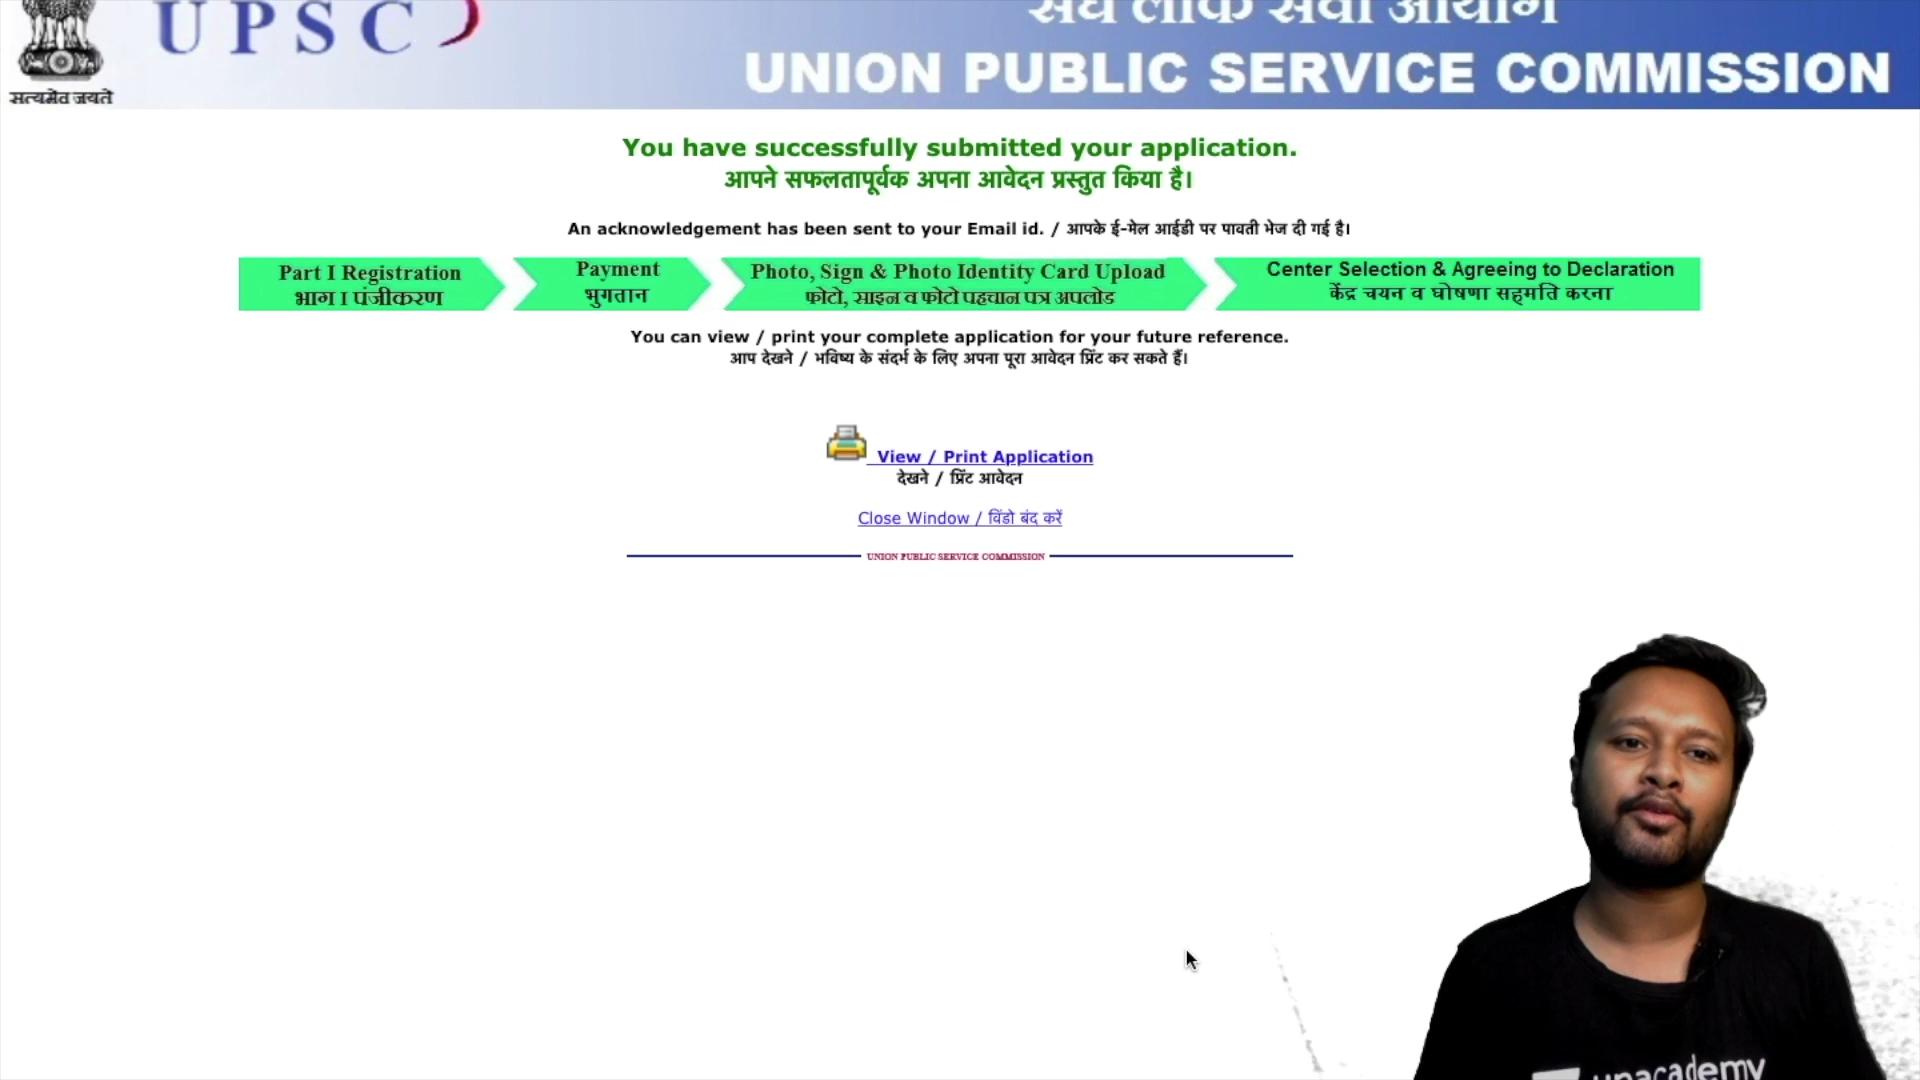 UPSC
सत्यमेव जयते
संघ लोक सेवा आयोग
UNION PUBLIC SERVICE COMMISSION
You have successfully submitted your application.
आपने सफलतापूर्वक अपना आवेदन प्रस्तुत किया है।
An acknowledgement has been sent to your Email id. / आपके ई-मेल आईडी पर पावती भेज दी गई है।
Part I Registration
भाग I पंजीकरण
Payment
भुगतान
Photo, Sign & Photo Identity Card Upload
फोटो, साइन व फोटो पहचान पत्र अपलोड
Center Selection & Agreeing to Declaration
केंद्र चयन व घोषणा सहमति करना
You can view / print your complete application for your future reference.
आप देखने / भविष्य के संदर्भ के लिए अपना पूरा आवेदन प्रिंट कर सकते हैं।
View / Print Application
देखने / प्रिंट आवेदन
Close Window / विंडो बंद करें
UNION PUBLIC SERVICE COMMISSION
unacademy